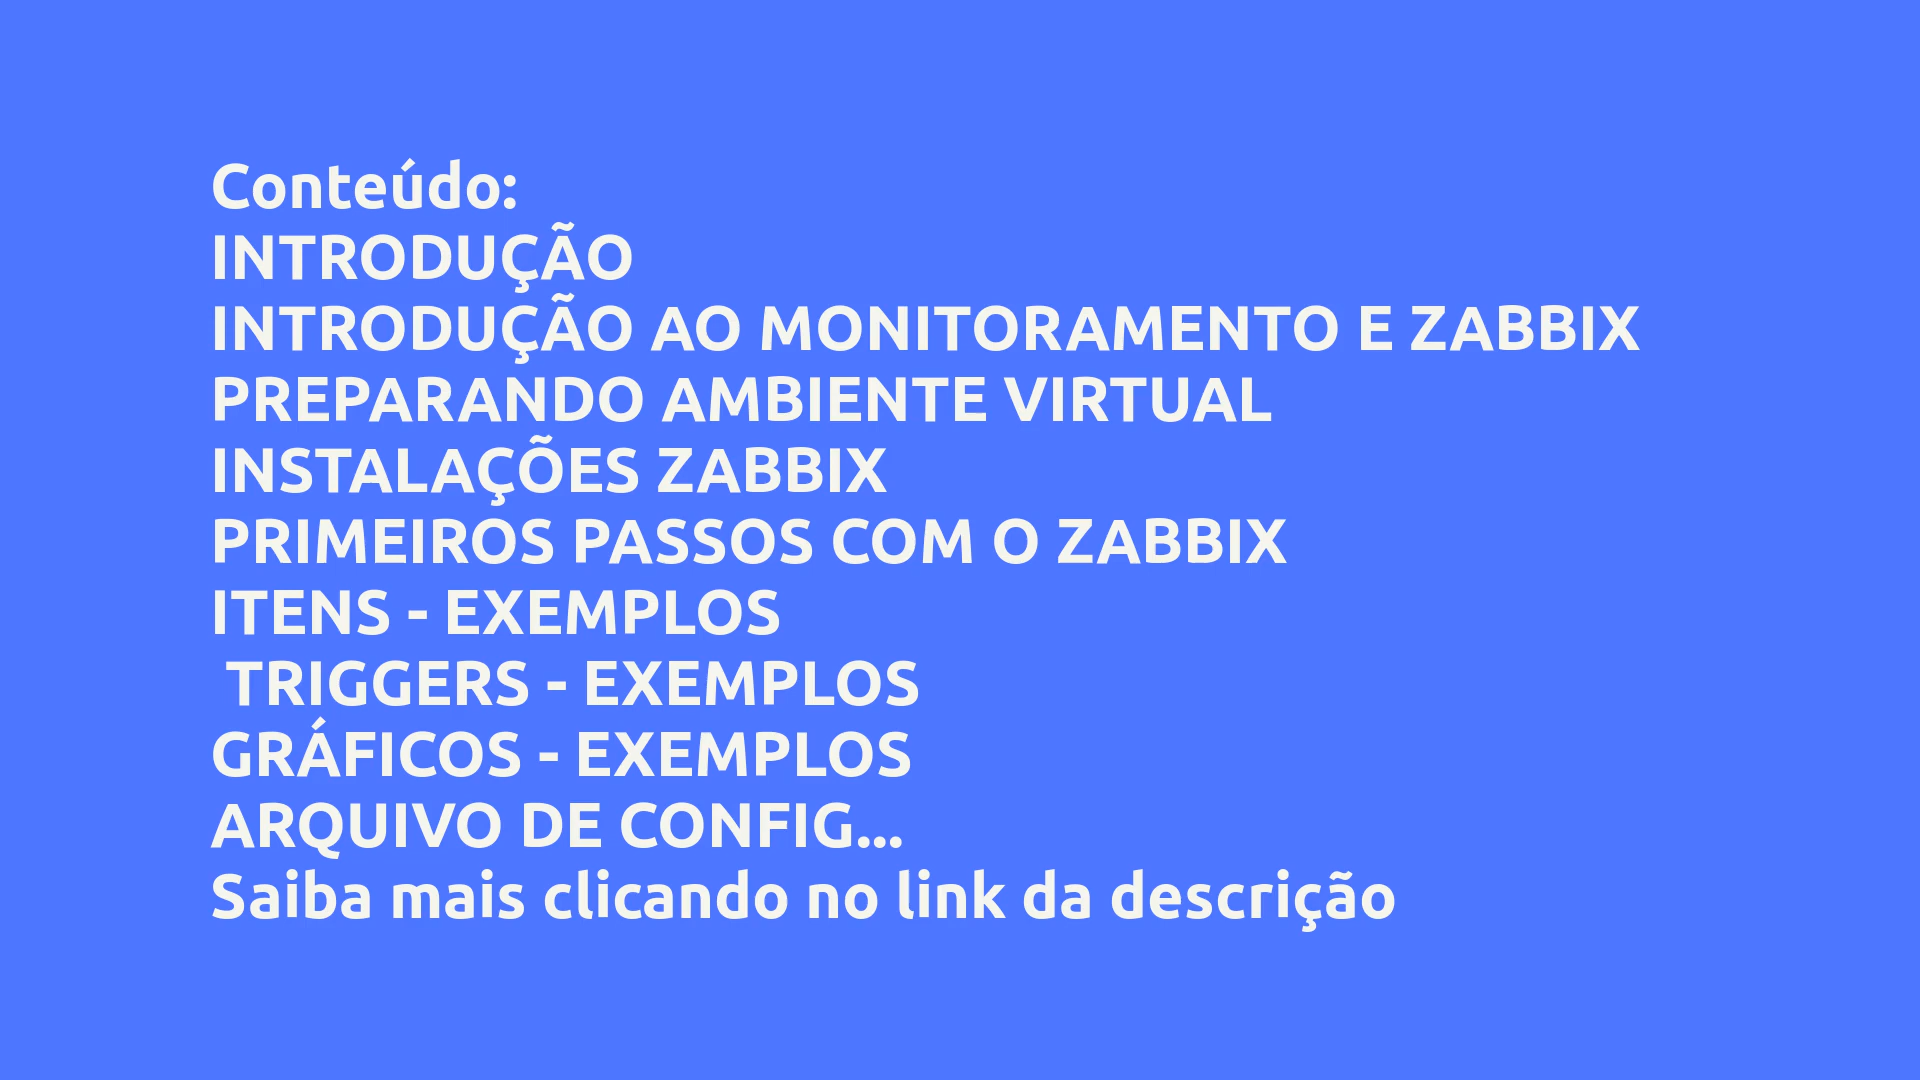 Conteúdo:
INTRODUÇÃO
INTRODUÇÃO AO MONITORAMENTO E ZABBIX
PREPARANDO AMBIENTE VIRTUAL
INSTALAÇÕES ZABBIX
PRIMEIROS PASSOS COM O ZABBIX
ITENS - EXEMPLOS
TRIGGERS - EXEMPLOS
GRÁFICOS - EXEMPLOS
ARQUIVO DE CONFIG...
Saiba mais clicando no link da descrição